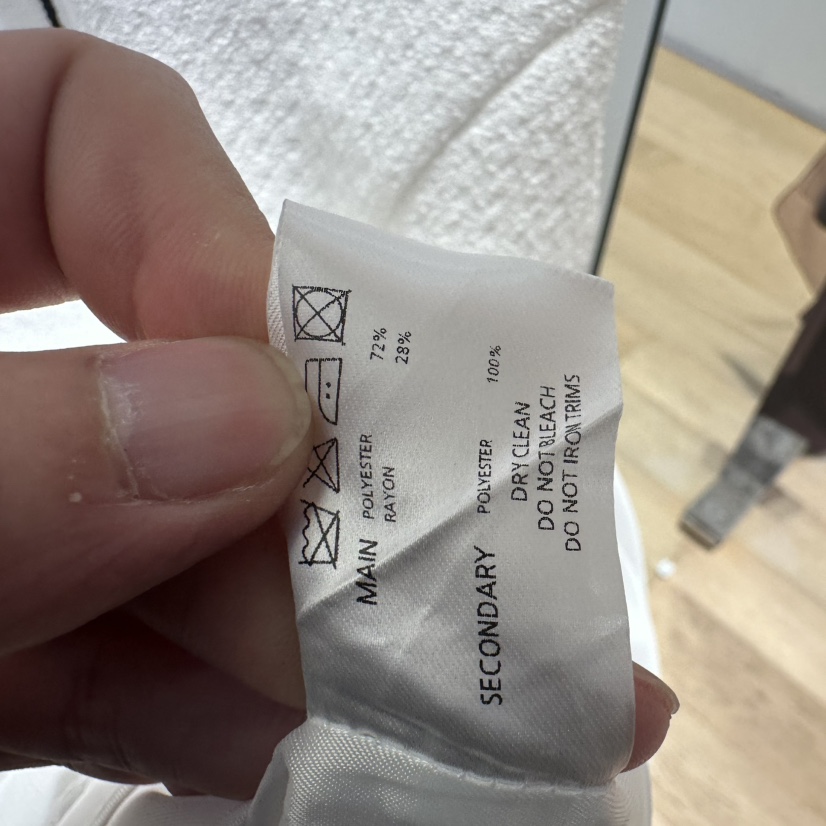 MAIN
POLYESTER 72%
RAYON 28%
SECONDARY
POLYESTER 100%
DRY CLEAN
DO NOT BLEACH
DO NOT IRON TRIMS